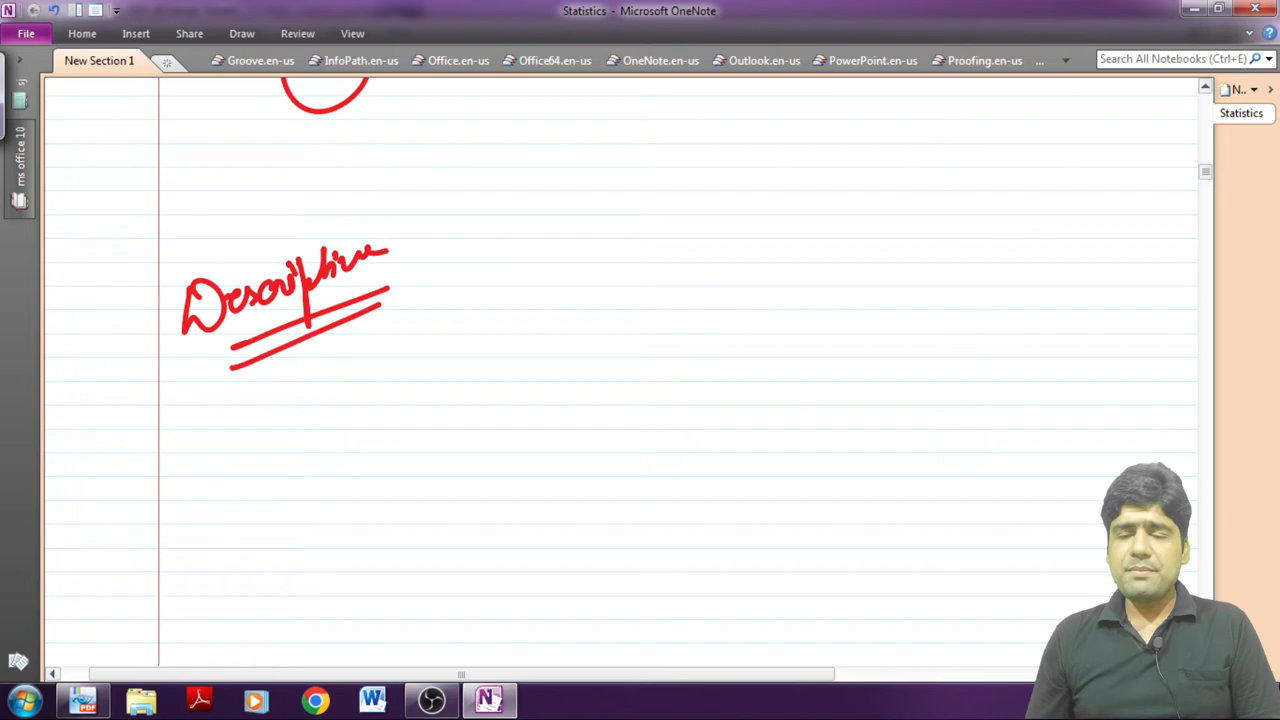 Statistics - Microsoft OneNote
File Home Insert Share Draw Review View
New Section 1 Groove.en-us InfoPath.en-us Office.en-us Office64.en-us OneNote.en-us Outlook.en-us PowerPoint.en-us Proofing.en-us ... Search All Notebooks (Ctrl+E)
N..
Statistics
sj
ms office 10
Descriptive
PDF